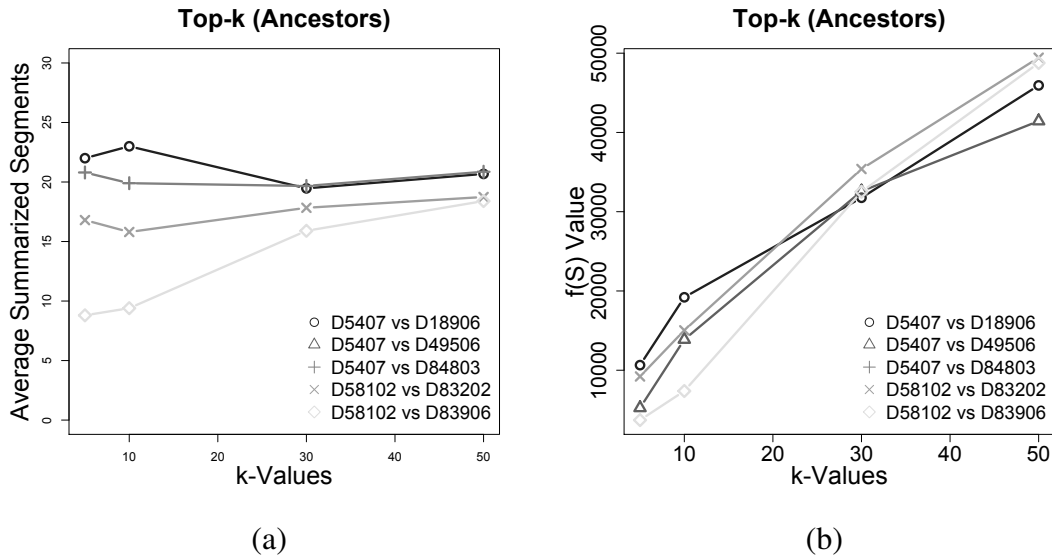 Top-k (Ancestors)
Average Summarized Segments
30
25
20
15
10
5
0
D5407 vs D18906
D5407 vs D49506
D5407 vs D84803
D58102 vs D83202
D58102 vs D83906
10 20 30 40 50
k-Values
(a)
Top-k (Ancestors)
f(S) Value
50000
40000
30000
20000
10000
D5407 vs D18906
D5407 vs D49506
D5407 vs D84803
D58102 vs D83202
D58102 vs D83906
10 20 30 40 50
k-Values
(b)